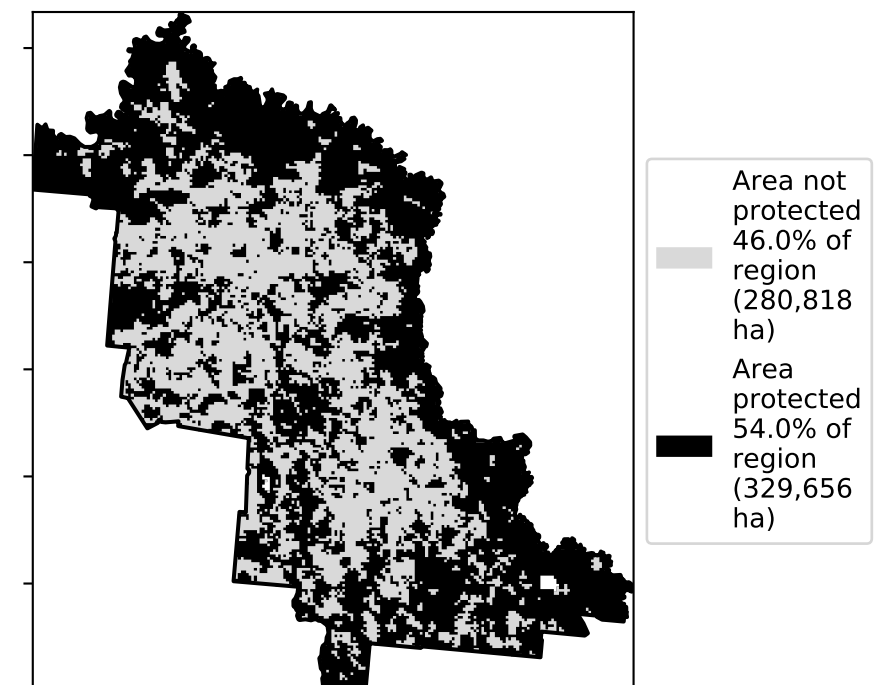 Area not
protected
46.0% of
region
(280,818
ha)
Area
protected
54.0% of
region
(329,656
ha)